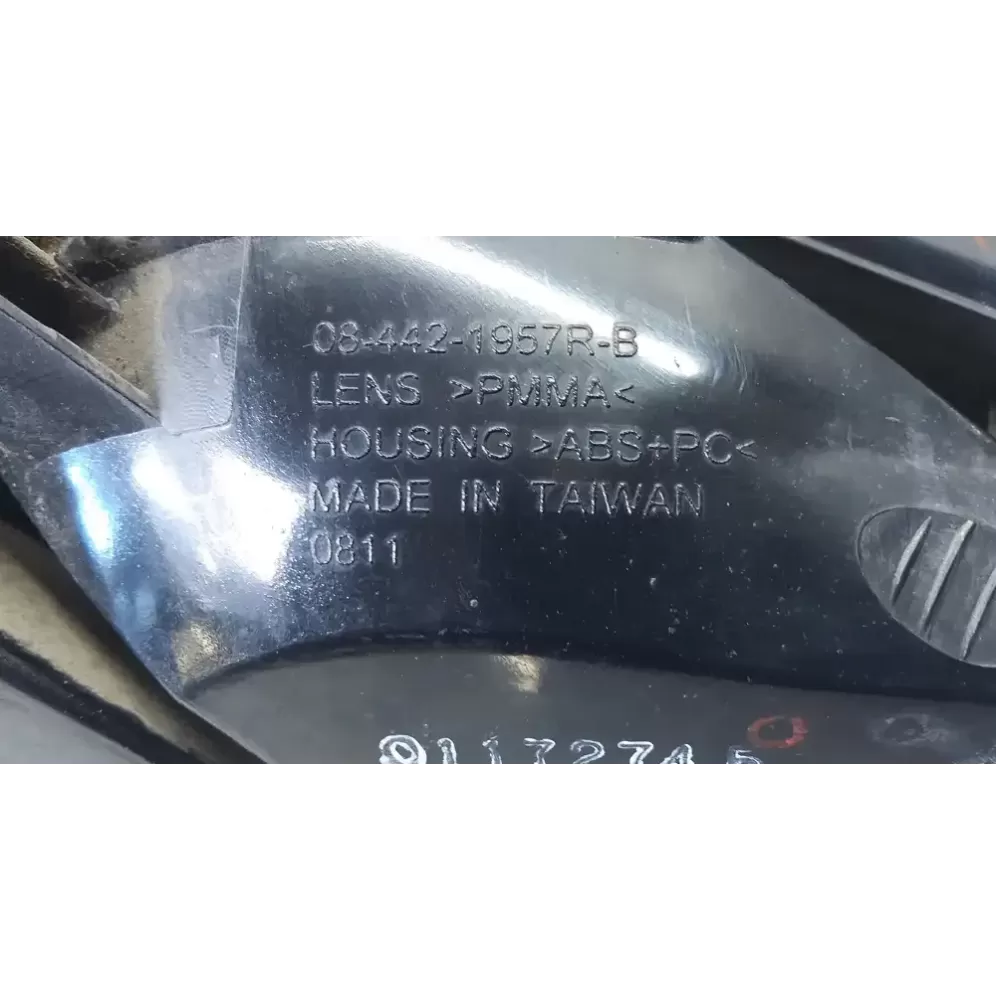 08-442-1957R-B
LENS >PMMA<
HOUSING >ABS+PC<
MADE IN TAIWAN
0811